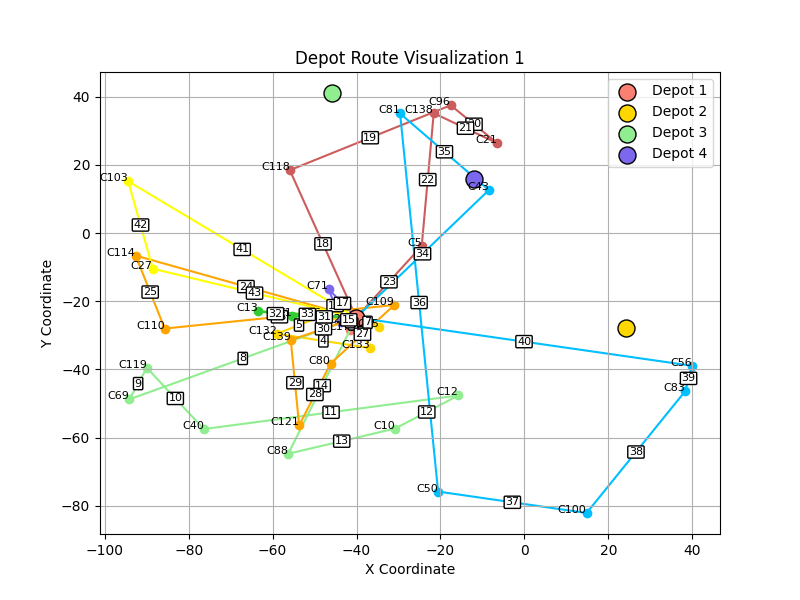 Depot Route Visualization 1
Depot 1
Depot 2
Depot 3
Depot 4
Y Coordinate
40
20
0
−20
−40
−60
−80
−100
−80
−60
−40
−20
0
20
40
X Coordinate
C96
C81
C138
21
C21
19
35
C118
22
C43
C103
42
18
C5
41
34
C114
C27
23
24
43
25
C71
17
C109
36
C13
32
33
31
15
C110
5
30
C132
C139
27
4
C133
40
8
C80
C56
C119
39
9
29
14
C83
C69
10
28
C12
11
12
C40
C121
C10
13
C88
38
C50
37
C100